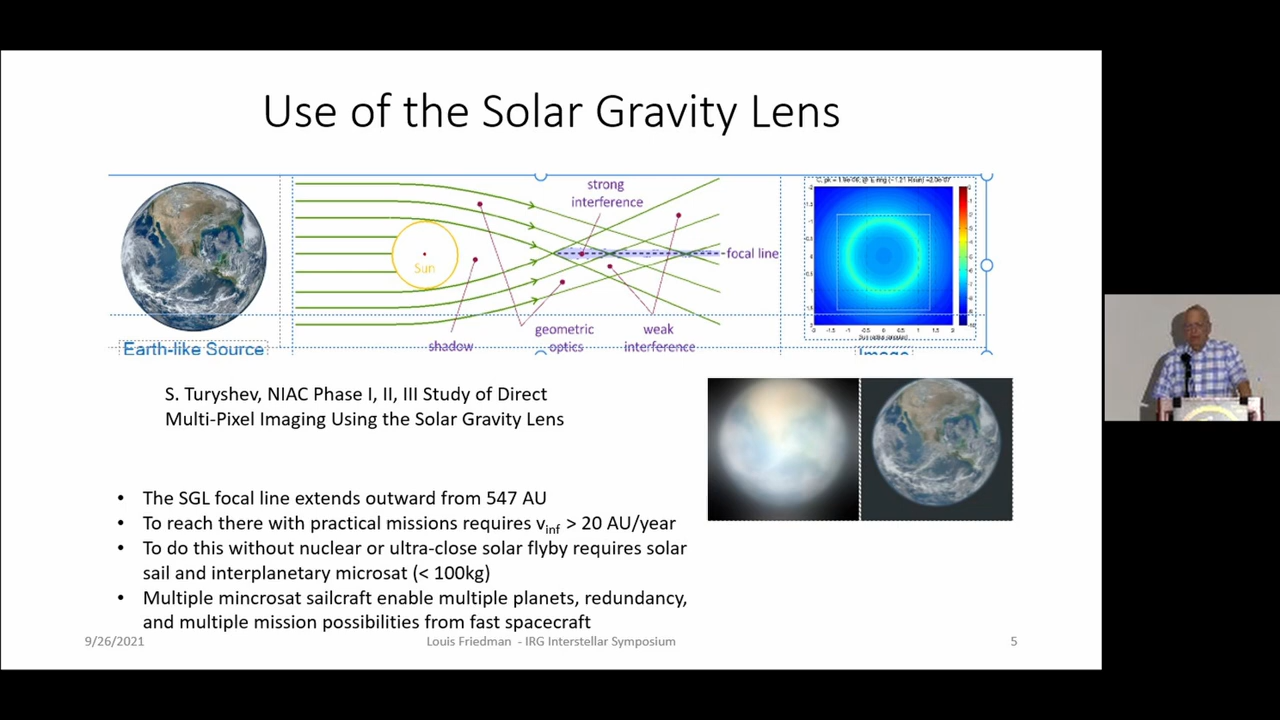 Use of the Solar Gravity Lens
strong
interference
Sun
focal line
shadow
geometric
optics
weak
interference
Earth-like Source
Image
S. Turyshev, NIAC Phase I, II, III Study of Direct
Multi-Pixel Imaging Using the Solar Gravity Lens
• The SGL focal line extends outward from 547 AU
• To reach there with practical missions requires vinf > 20 AU/year
• To do this without nuclear or ultra-close solar flyby requires solar
sail and interplanetary microsat (< 100kg)
• Multiple mincrosat sailcraft enable multiple planets, redundancy,
and multiple mission possibilities from fast spacecraft
9/26/2021
Louis Friedman - IRG Interstellar Symposium
5